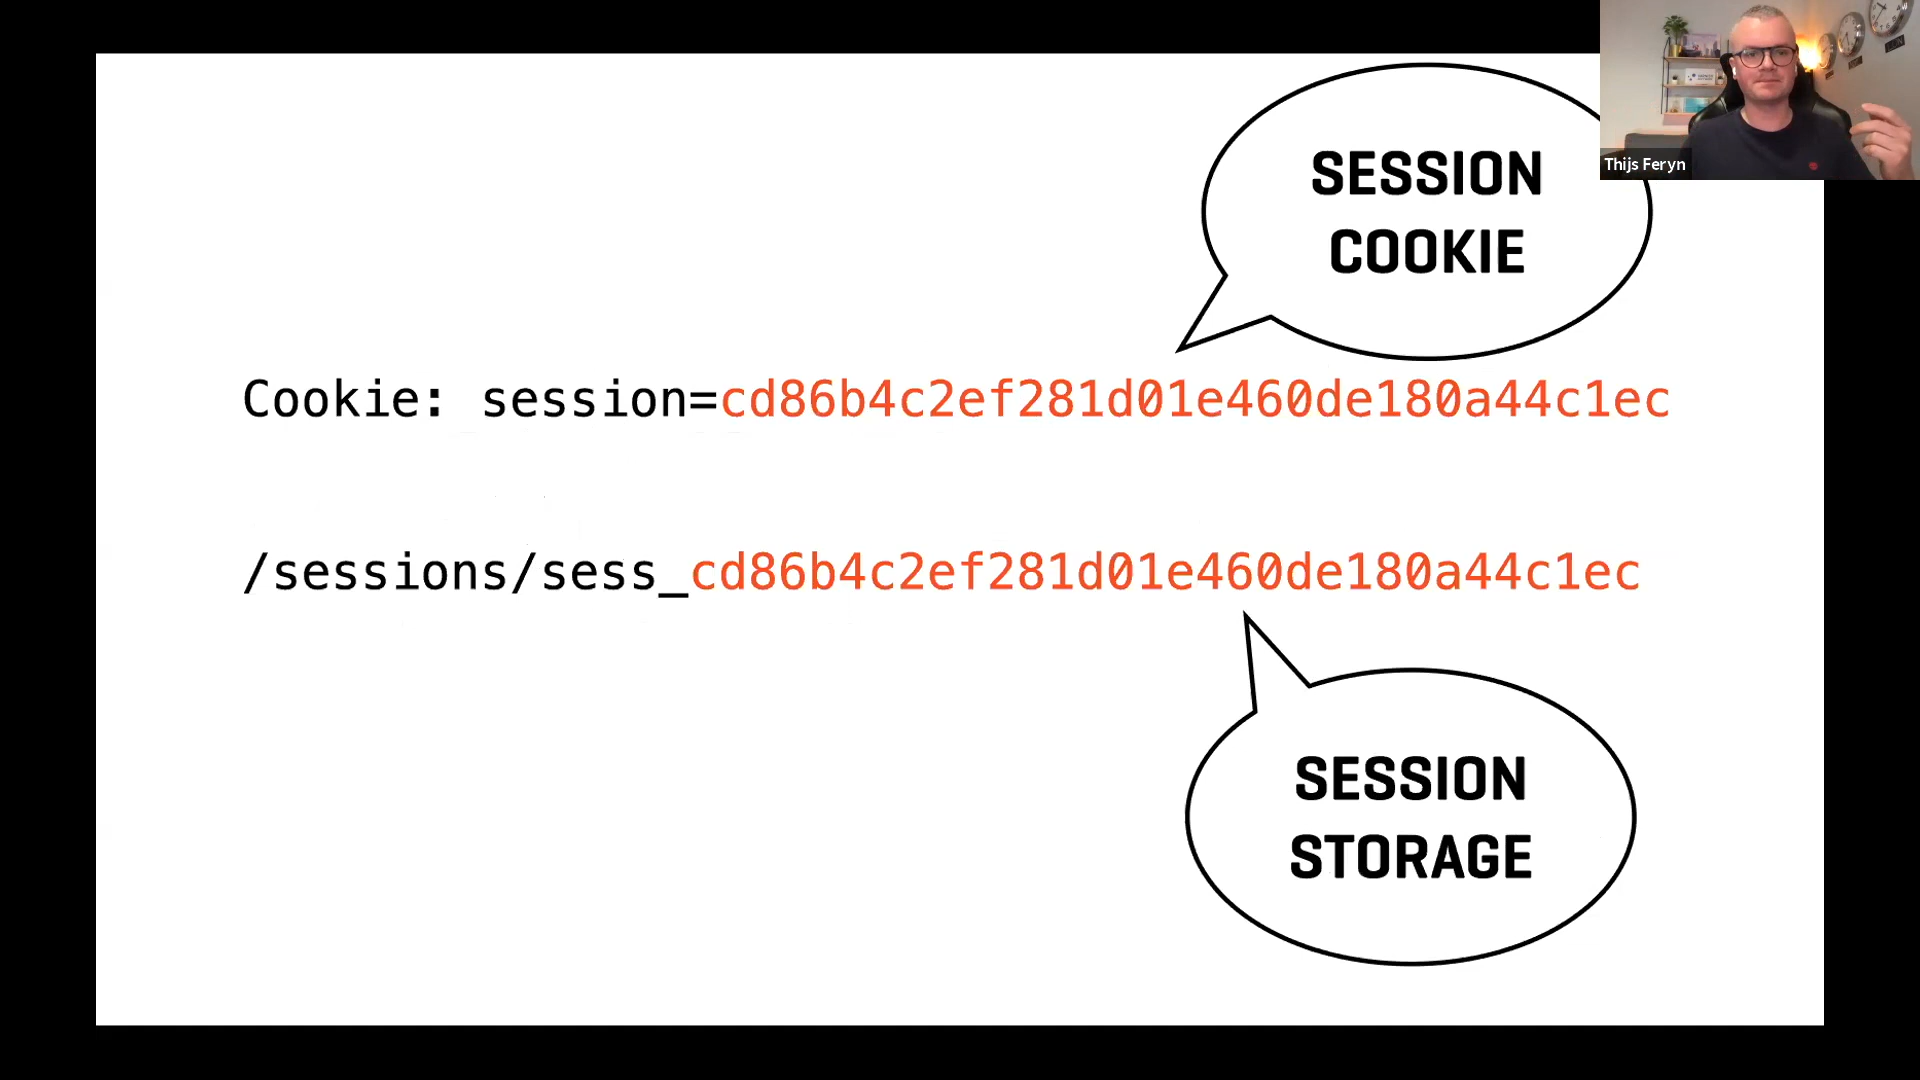 SESSION
COOKIE
Thijs Feryn
Cookie: session=cd86b4c2ef281d01e460de180a44c1ec
/sessions/sess_cd86b4c2ef281d01e460de180a44c1ec
SESSION
STORAGE